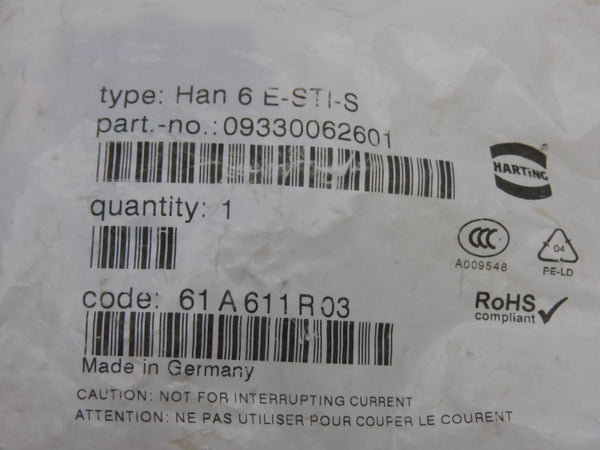 type: Han 6 E-STI-S
part.-no.: 09330062601
HARTING
®
quantity: 1
CCC
A009548
04
PE-LD
code: 61 A 611 R 03
RoHS
compliant
Made in Germany
CAUTION: NOT FOR INTERRUPTING CURRENT
ATTENTION: NE PAS UTILISER POUR COUPER LE COURENT